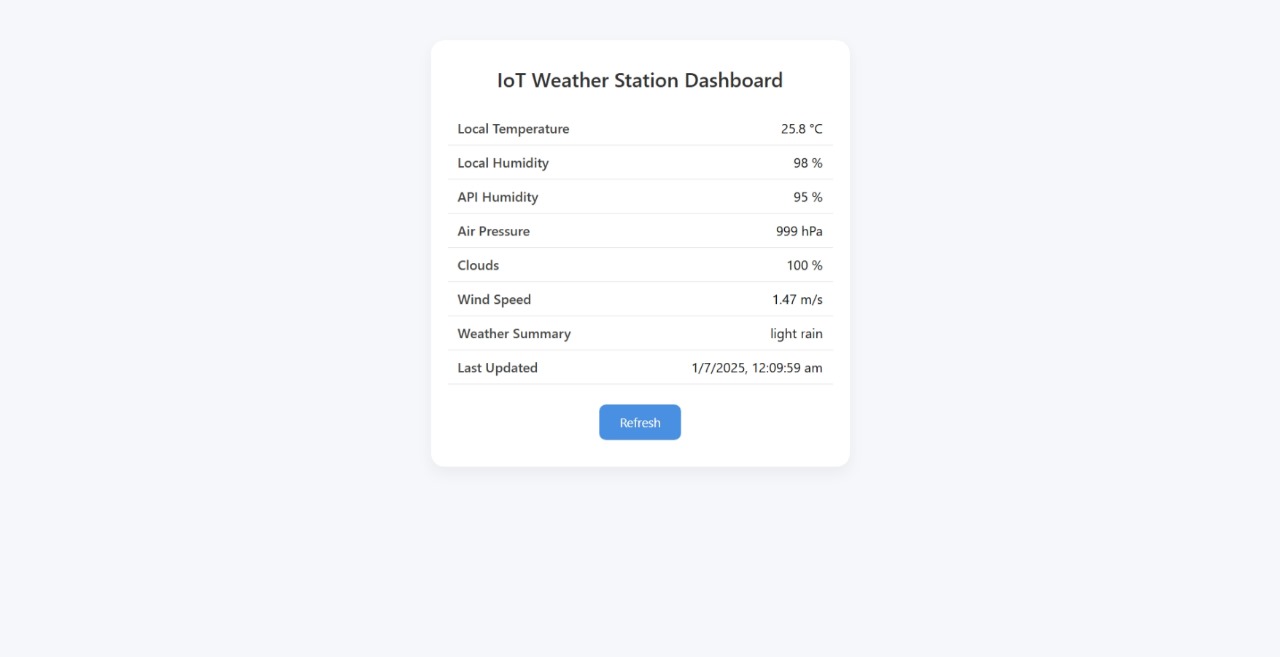 IoT Weather Station Dashboard
Local Temperature 25.8 °C
Local Humidity 98 %
API Humidity 95 %
Air Pressure 999 hPa
Clouds 100 %
Wind Speed 1.47 m/s
Weather Summary light rain
Last Updated 1/7/2025, 12:09:59 am
Refresh